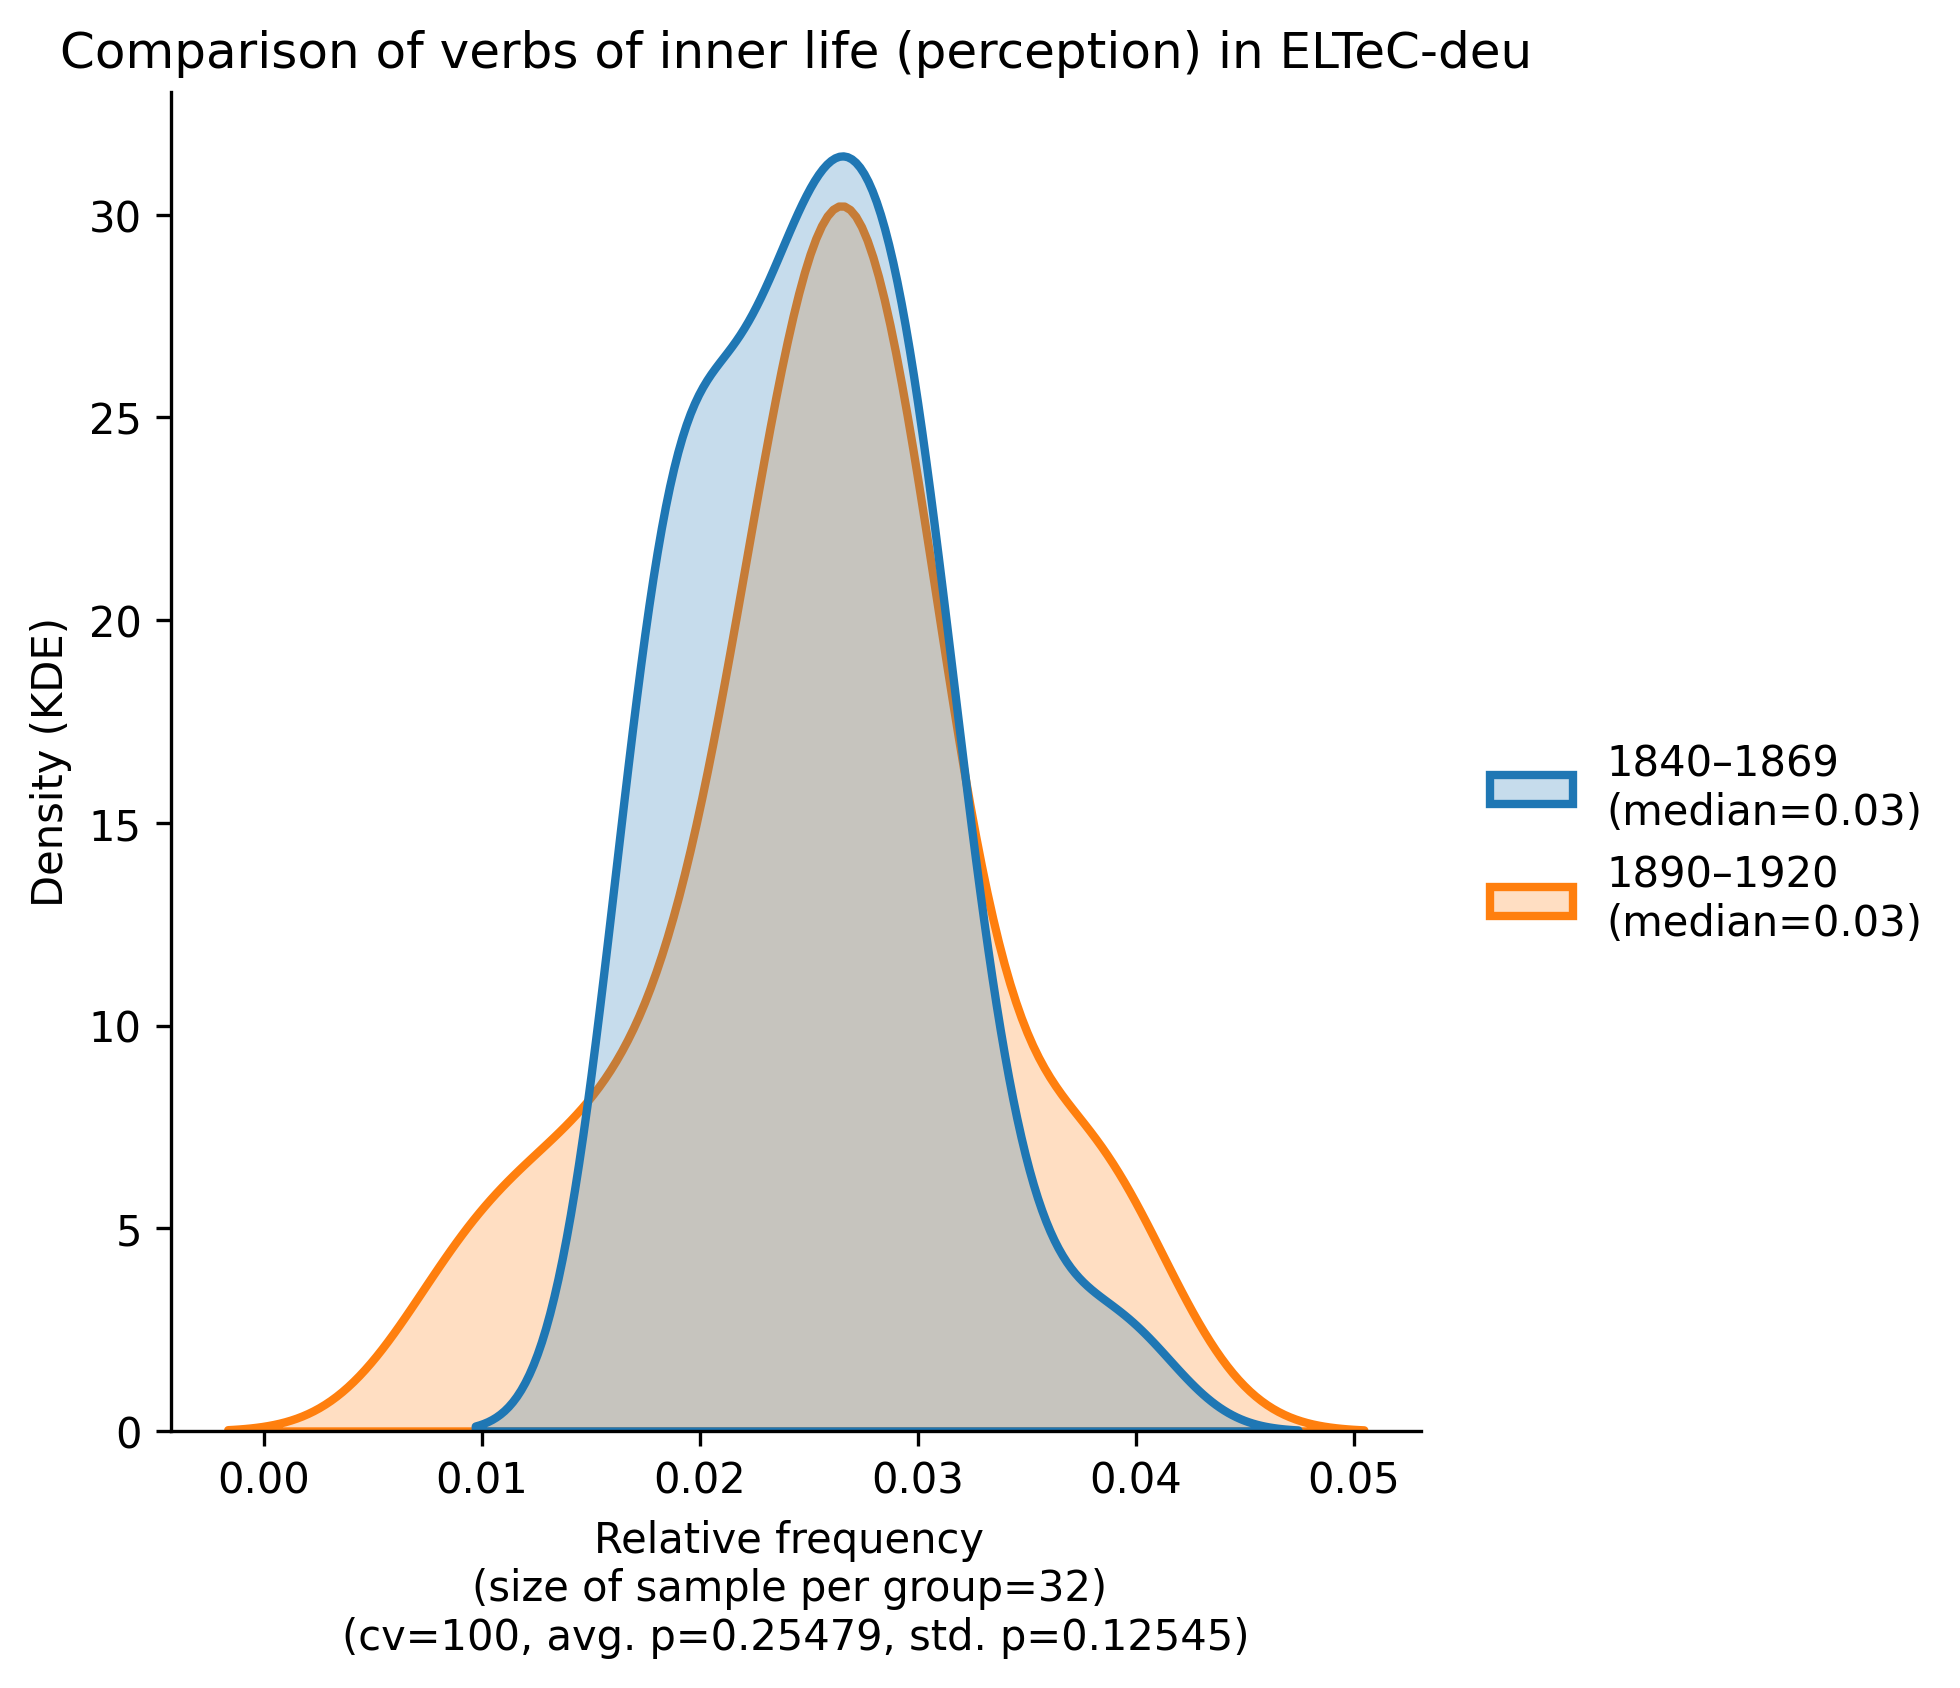 Comparison of verbs of inner life (perception) in ELTeC-deu
Density (KDE)
30
25
20
15
10
5
0
0.00 0.01 0.02 0.03 0.04 0.05
Relative frequency
(size of sample per group=32)
(cv=100, avg. p=0.25479, std. p=0.12545)
1840–1869
(median=0.03)
1890–1920
(median=0.03)